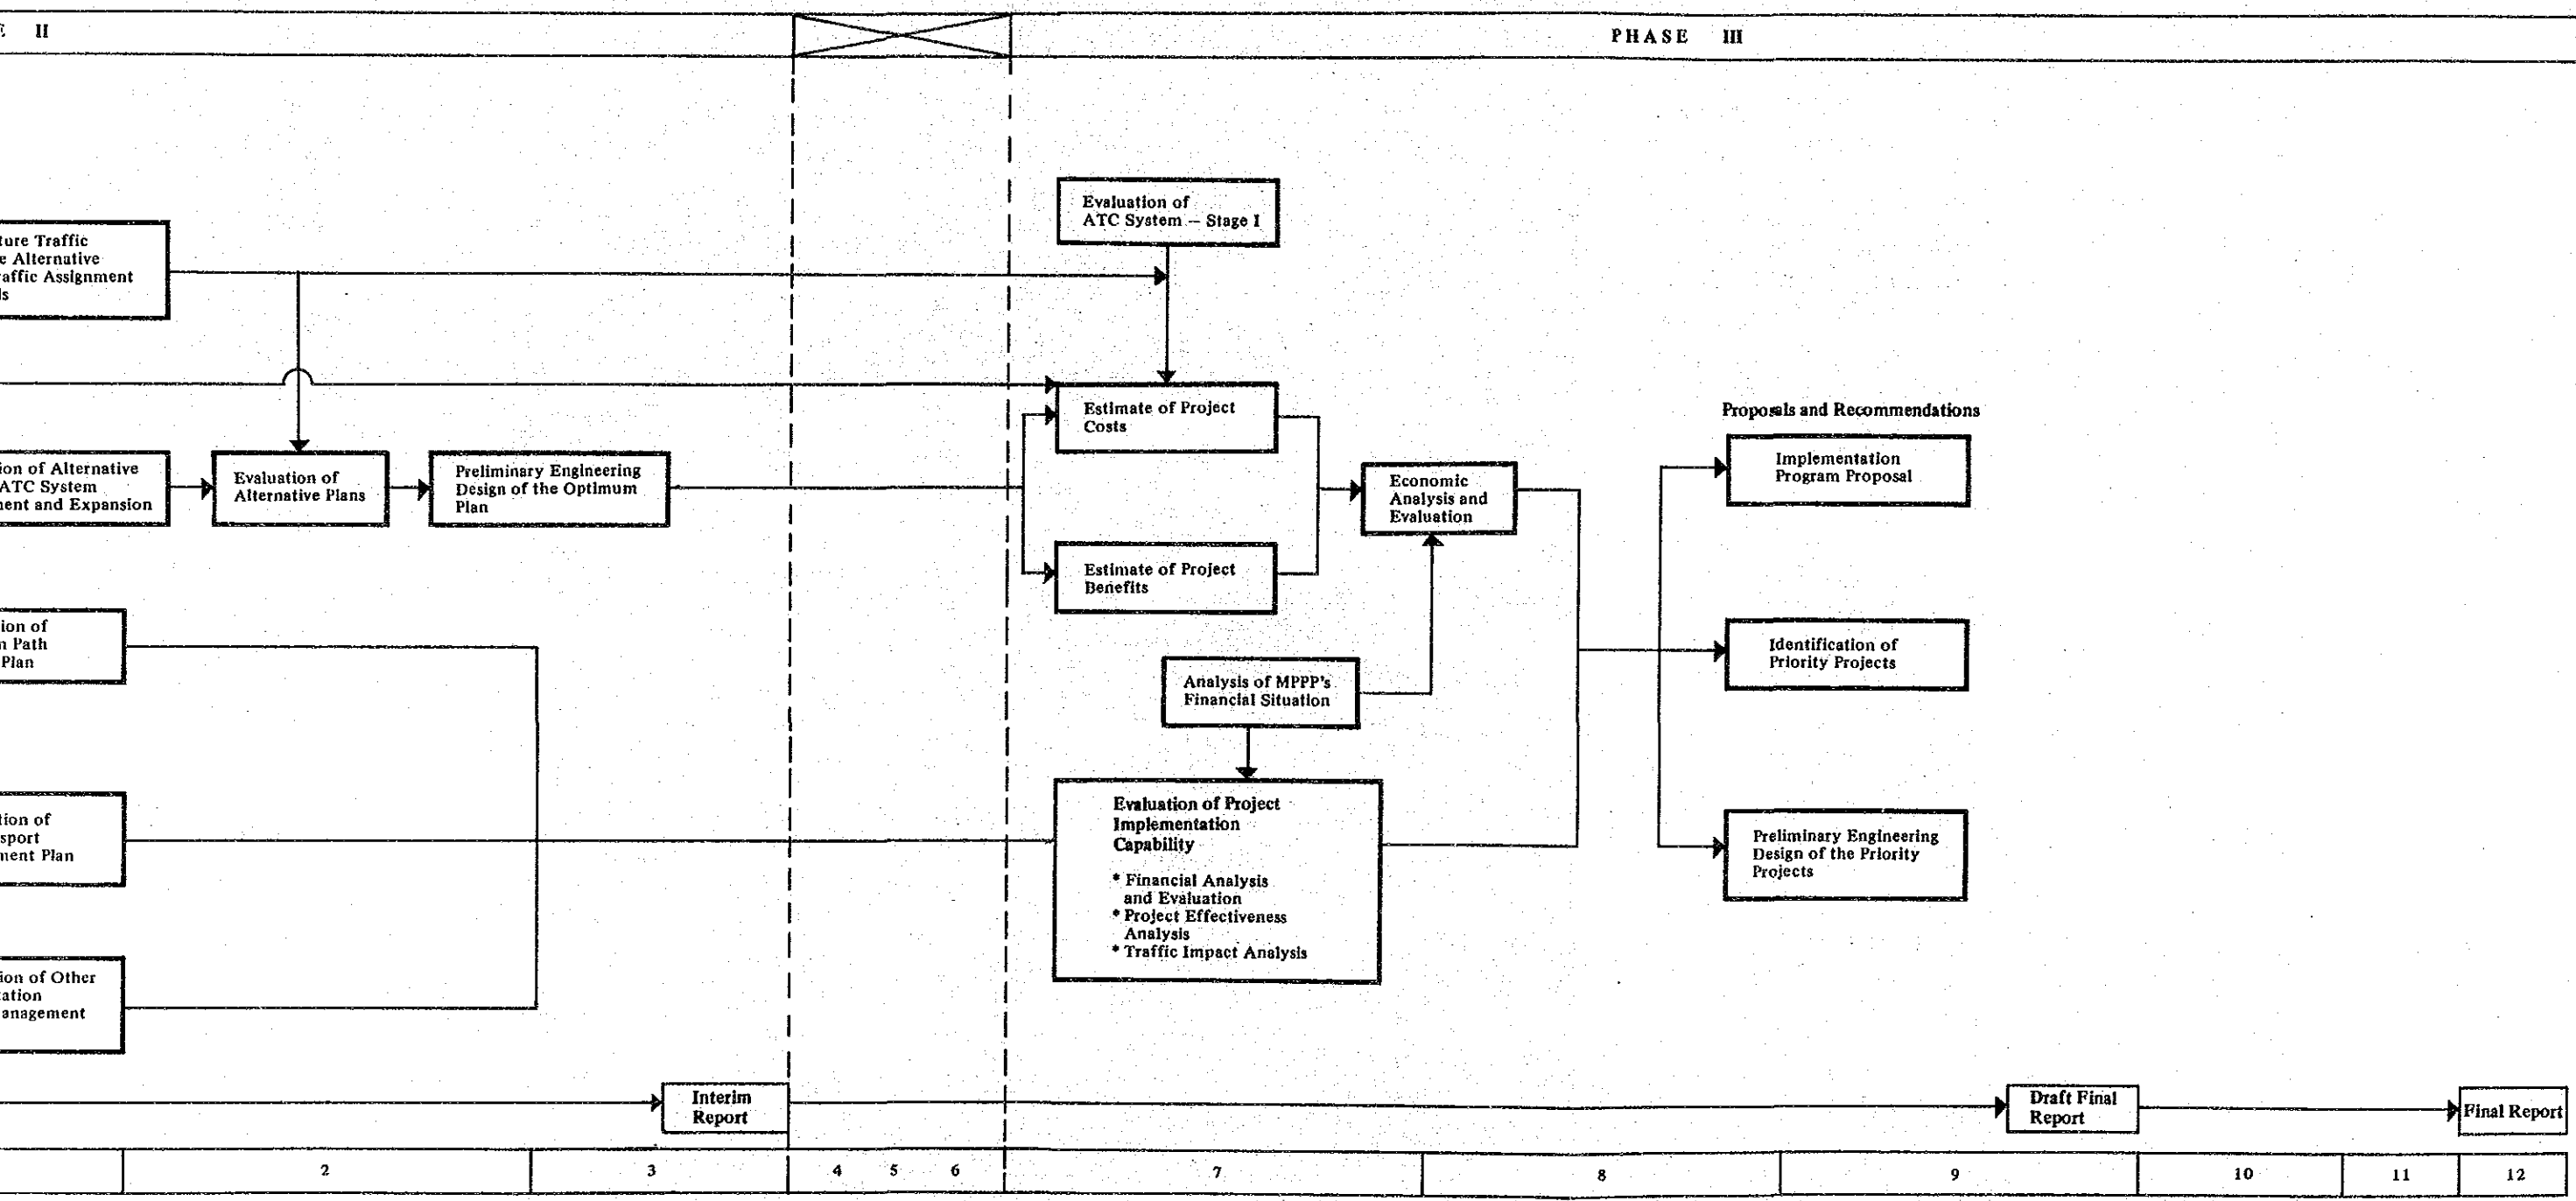 E II
PHASE III
Evaluation of
ATC System — Stage I
ture Traffic
e Alternative
raffic Assignment
ls
Estimate of Project
Costs
Proposals and Recommendations
Implementation
Program Proposal
ion of Alternative
ATC System
ment and Expansion
Evaluation of
Alternative Plans
Preliminary Engineering
Design of the Optimum
Plan
Economic
Analysis and
Evaluation
Estimate of Project
Benefits
ion of
n Path
Plan
Identification of
Priority Projects
Analysis of MPPP's
Financial Situation
tion of
sport
ment Plan
Evaluation of Project
Implementation
Capability
* Financial Analysis
and Evaluation
* Project Effectiveness
Analysis
* Traffic Impact Analysis
Preliminary Engineering
Design of the Priority
Projects
ion of Other
tation
anagement
Interim
Report
Draft Final
Report
Final Report
2 3 4 5 6 7 8 9 10 11 12